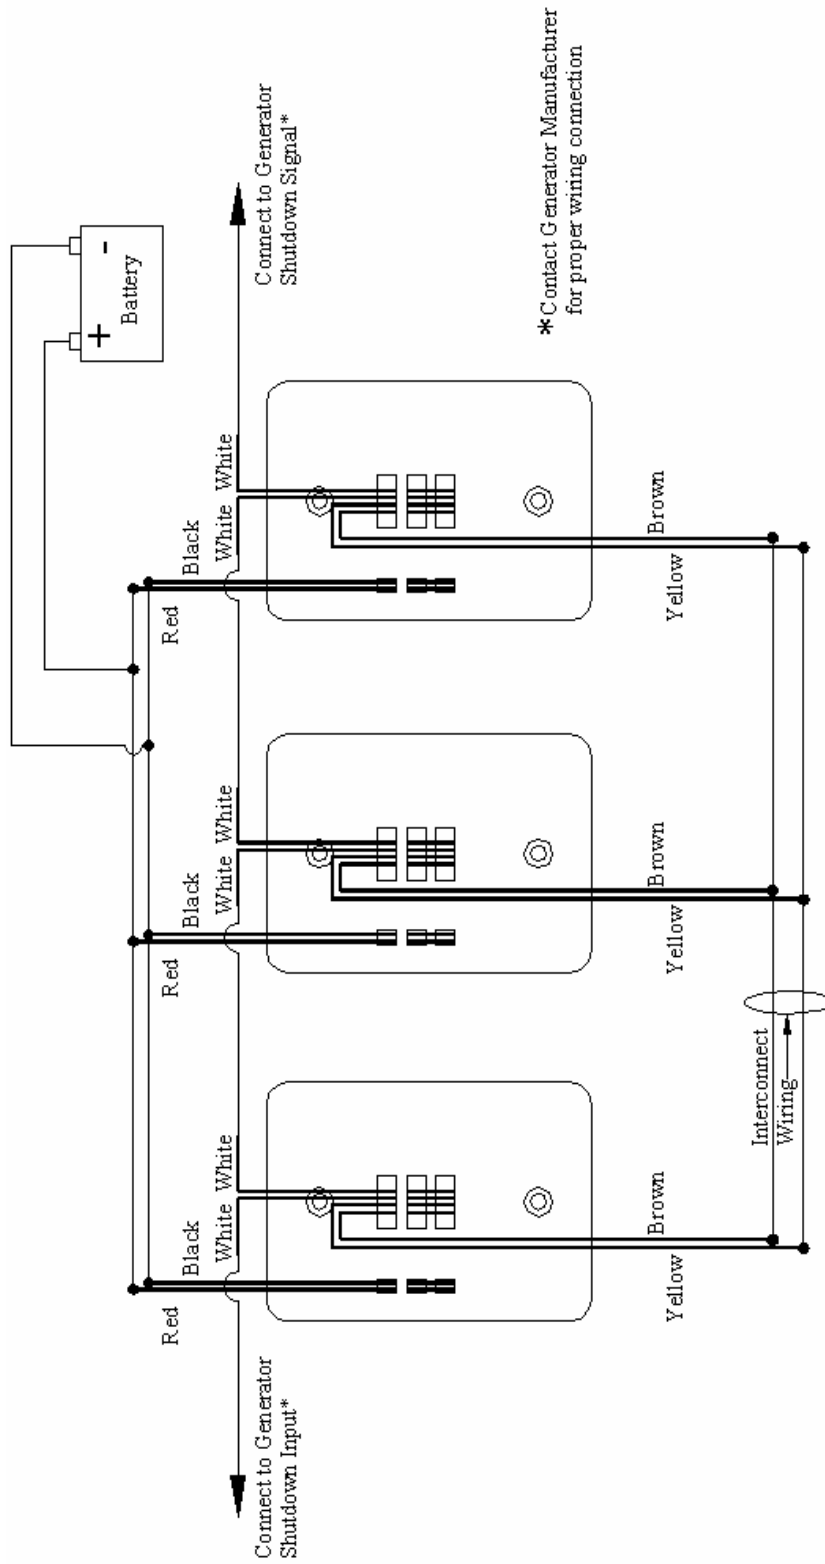 +
-
Battery
Connect to Generator
Shutdown Input*
Connect to Generator
Shutdown Signal*
Red
Black
White
White
Red
Black
White
White
Red
Black
White
White
Yellow
Brown
Yellow
Brown
Yellow
Brown
Interconnect
Wiring
*Contact Generator Manufacturer
for proper wiring connection